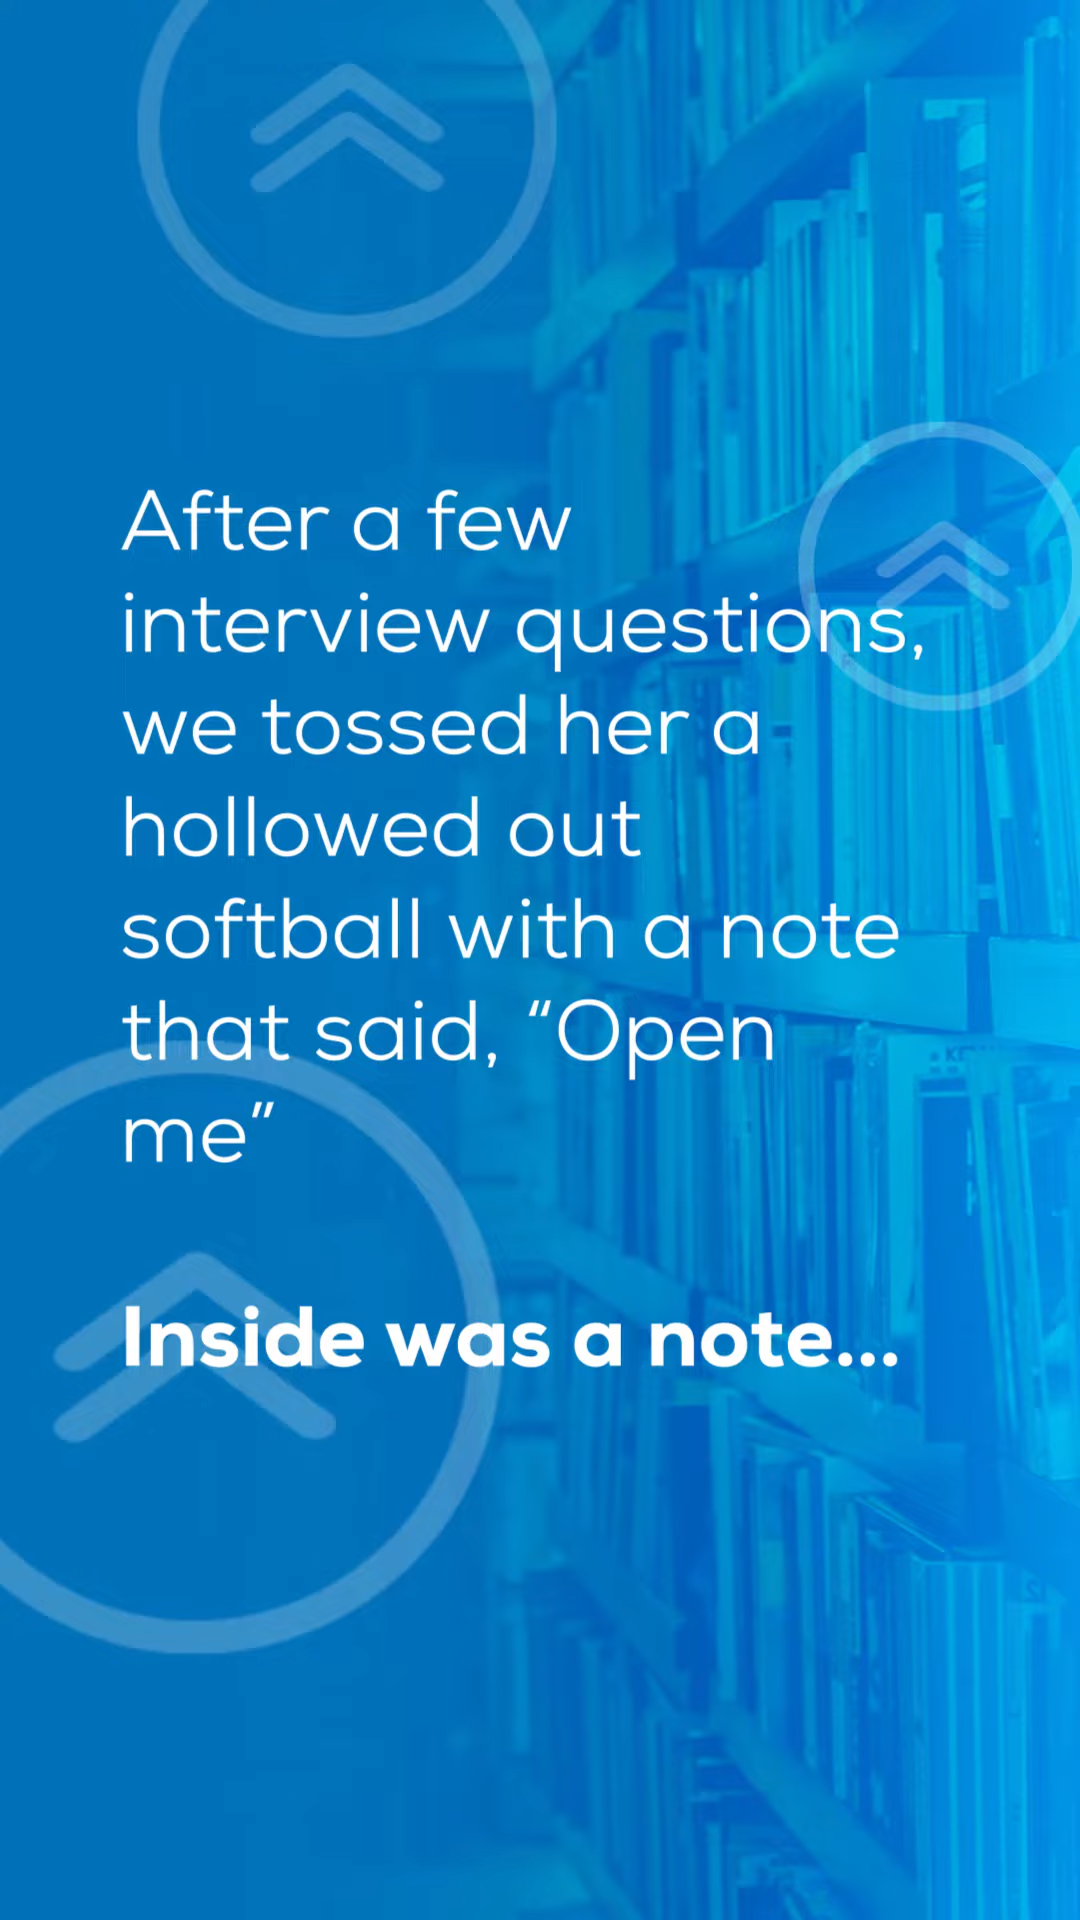 After a few
interview questions,
we tossed her a
hollowed out
softball with a note
that said, “Open
me”
Inside was a note...